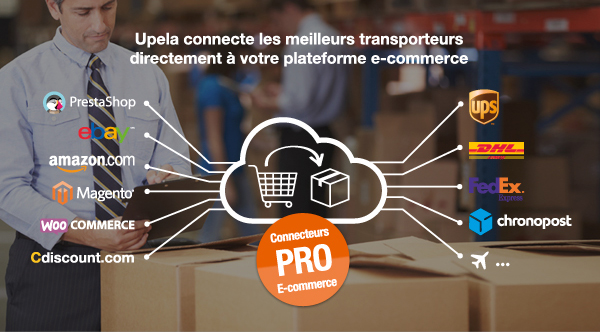 Upela connecte les meilleurs transporteurs
directement à votre plateforme e-commerce
PrestaShop
ebay
amazon.com
Magento
WOO COMMERCE
Cdiscount.com
ups
DHL
FedEx
Express
chronopost
...
Connecteurs
PRO
E-commerce